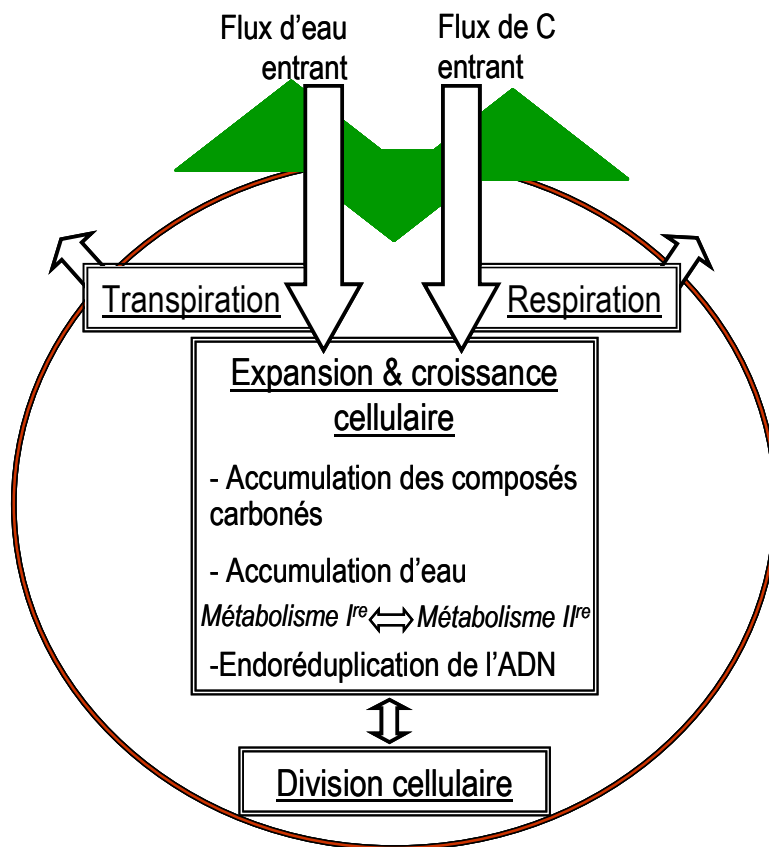 Flux d’eau
entrant
Flux de C
entrant
Transpiration
Respiration
Expansion & croissance
cellulaire
- Accumulation des composés
carbonés
- Accumulation d’eau
Métabolisme Iʳᵉ ⇔ Métabolisme IIʳᵉ
-Endoréduplication de l’ADN
Division cellulaire